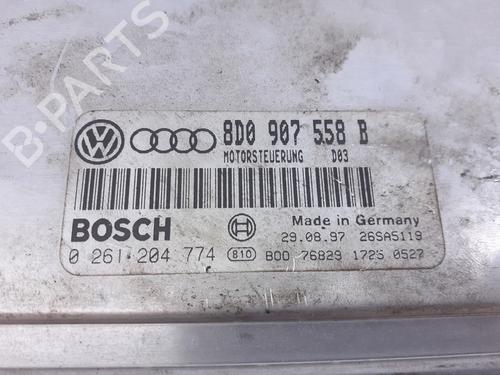 B-PARTS
8D0 907 558 B
MOTORSTEUERUNG D03
BOSCH
Made in Germany
29.08.97 26SA5119
0 261 204 774 810 BOO 76829 1725 0527